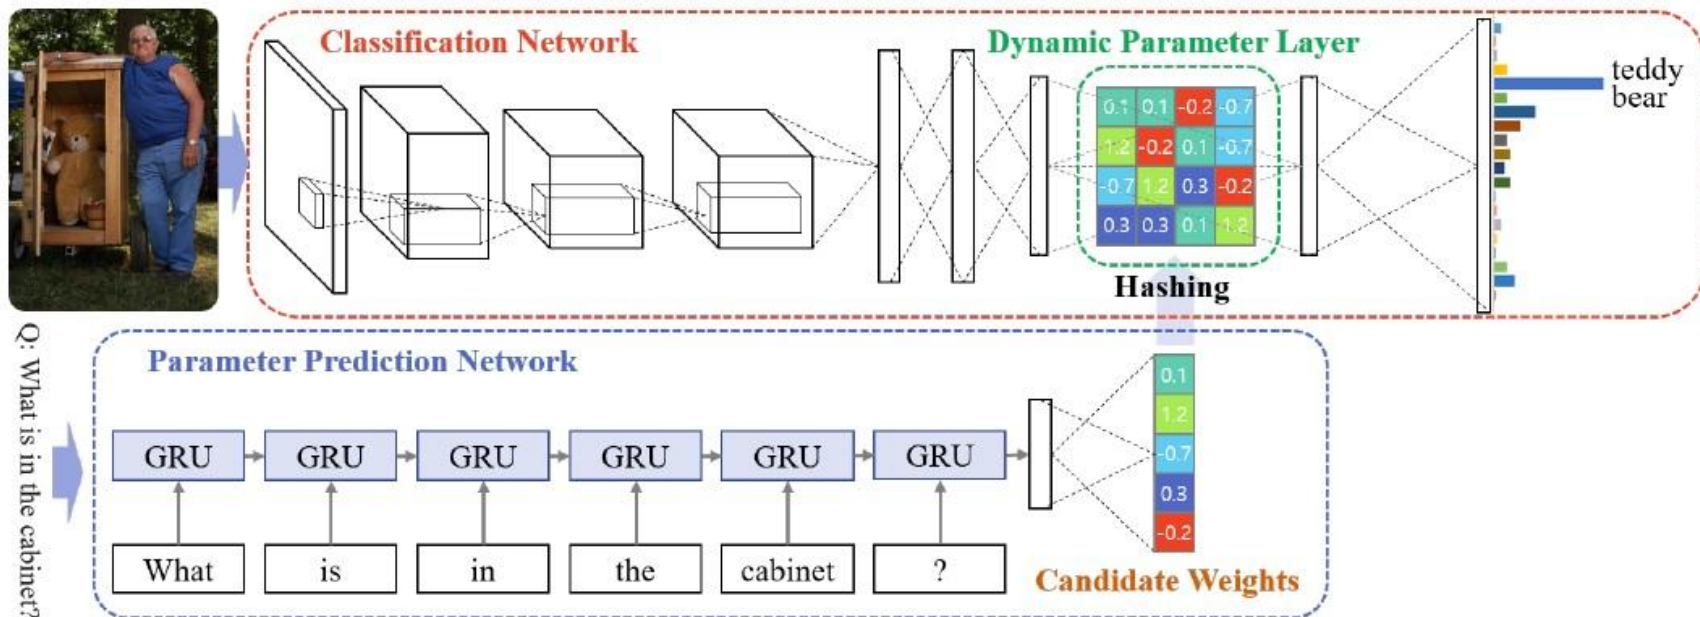 Classification Network
Dynamic Parameter Layer
0.1 0.1 -0.2 -0.7
1.2 -0.2 0.1 -0.7
-0.7 1.2 0.3 -0.2
0.3 0.3 0.1 1.2
Hashing
teddy
bear
Q: What is in the cabinet?
Parameter Prediction Network
GRU GRU GRU GRU GRU GRU
What is in the cabinet ?
0.1
1.2
-0.7
0.3
-0.2
Candidate Weights